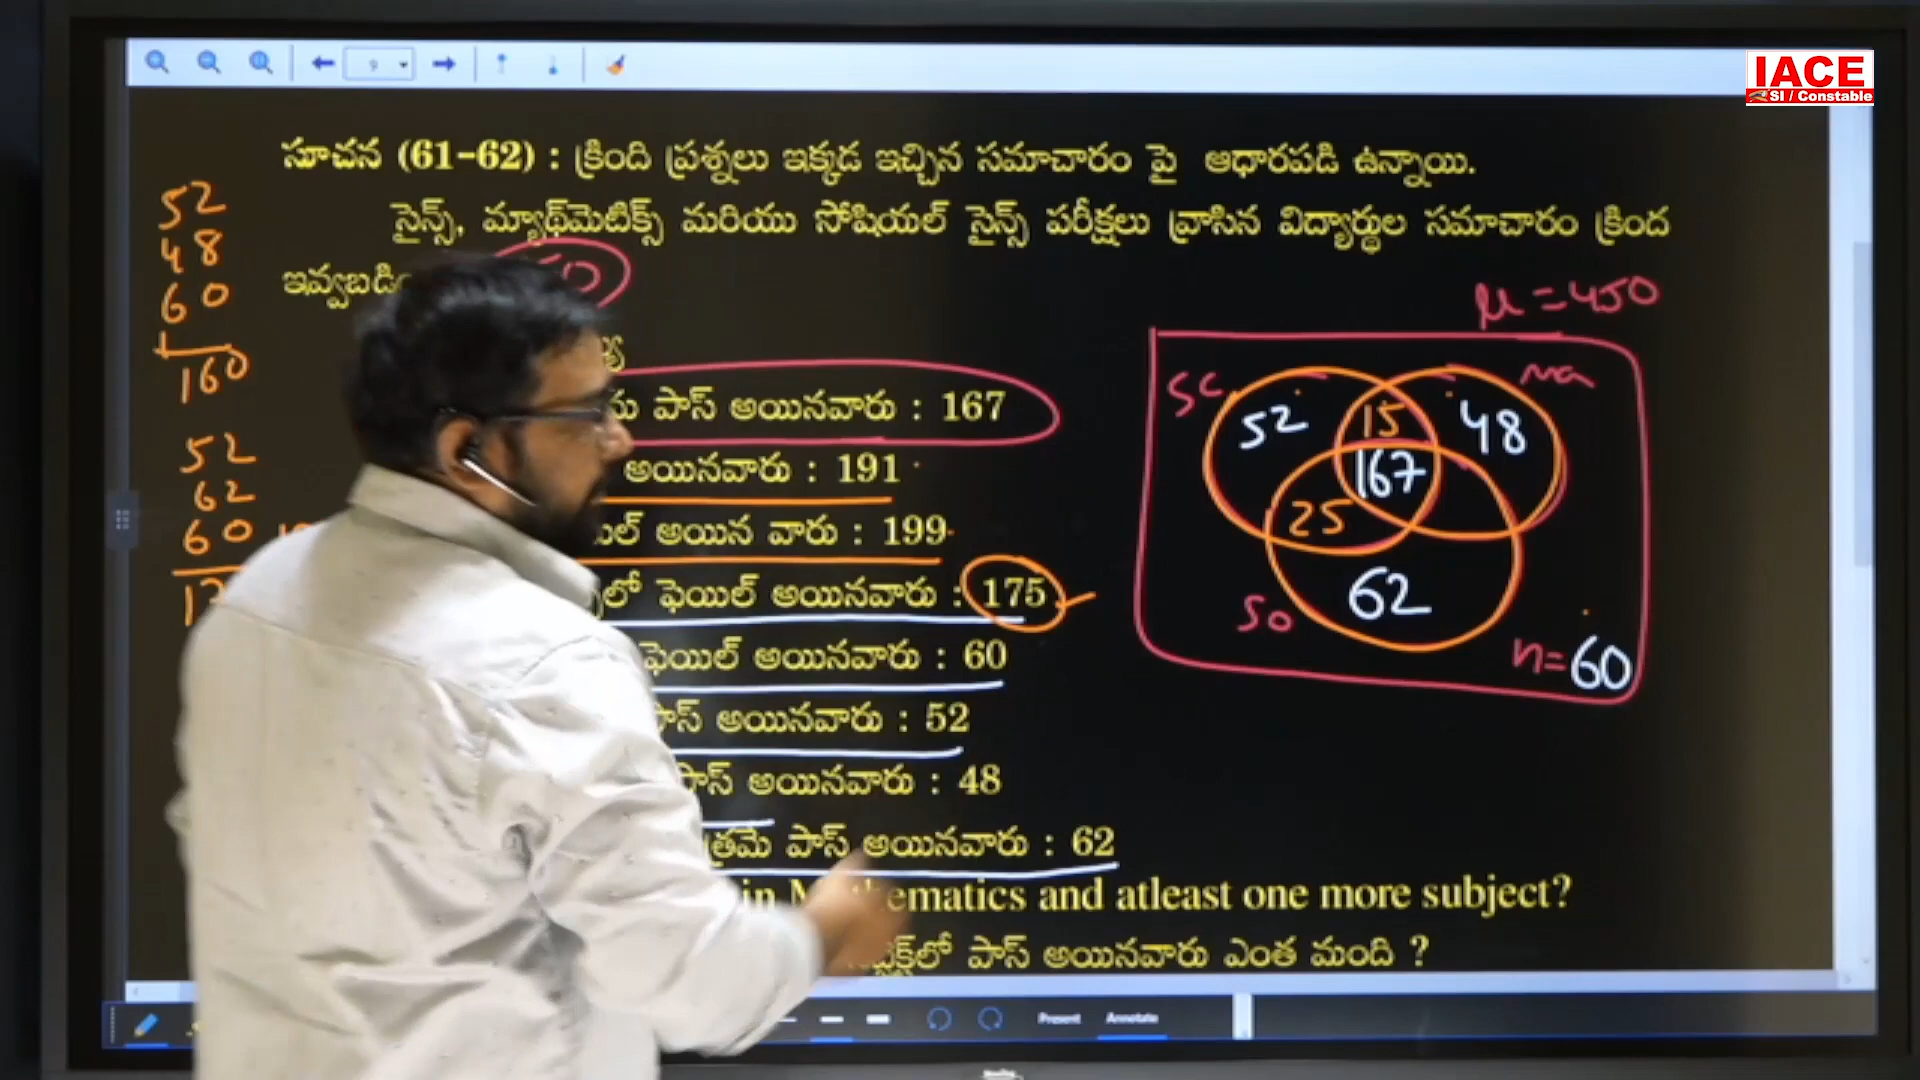 IACE
SI / Constable
9
సూచన (61-62) : క్రింది ప్రశ్నలు ఇక్కడ ఇచ్చిన సమాచారం పై ఆధారపడి ఉన్నాయి.
సైన్స్, మ్యాథ్‌మెటిక్స్ మరియు సోషియల్ సైన్స్ పరీక్షలు వ్రాసిన విద్యార్థుల సమాచారం క్రింద
పాస్ అయినవారు : 167
అయినవారు : 191
అయిన వారు : 199
ఫెయిల్ అయినవారు : 175
ఫెయిల్ అయినవారు : 60
అయినవారు : 52
అయినవారు : 48
పాస్ అయినవారు : 62
in Mathematics and atleast one more subject?
పాస్ అయినవారు ఎంత మంది ?
52
48
60
160
52
62
60
μ = 450
Sc
Ma
52
15
48
167
25
62
So
n = 60
Present
Annotate